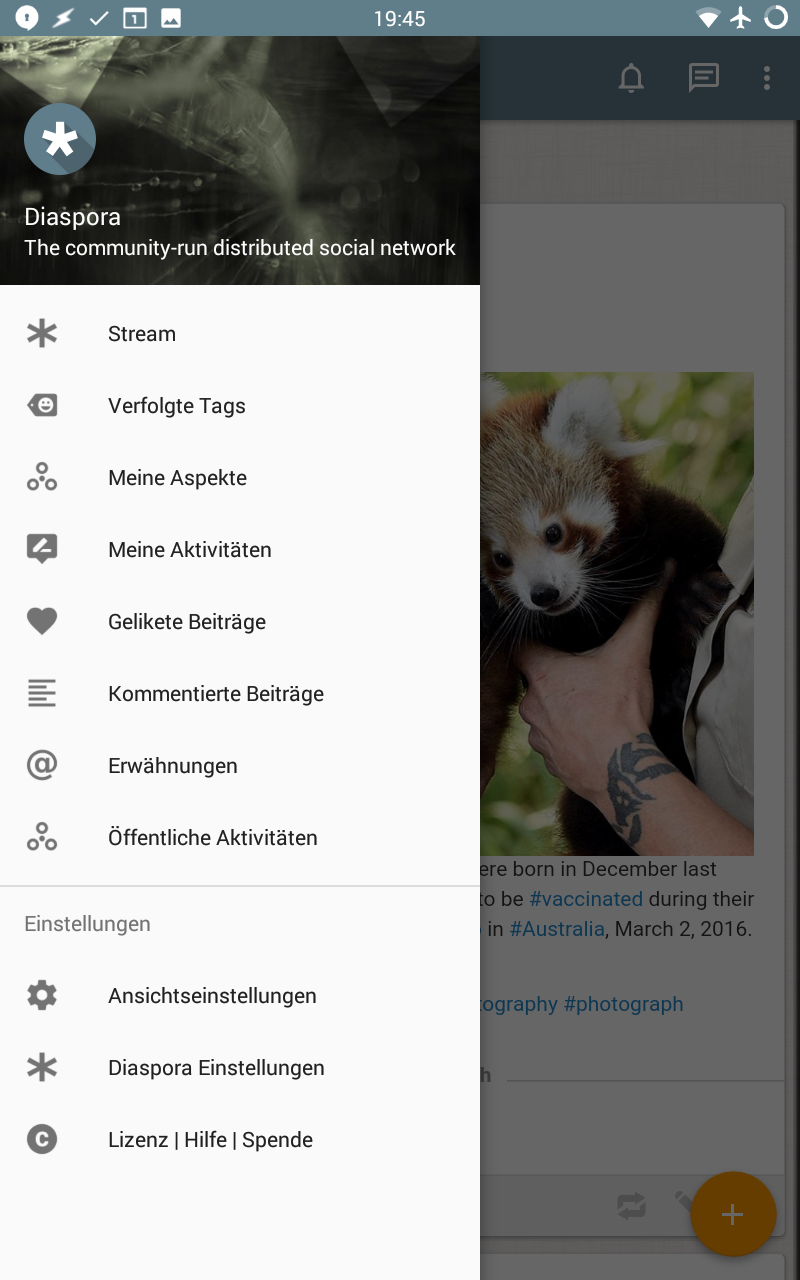 19:45
Diaspora
The community-run distributed social network
Stream
Verfolgte Tags
Meine Aspekte
Meine Aktivitäten
Gelikete Beiträge
Kommentierte Beiträge
Erwähnungen
Öffentliche Aktivitäten
Einstellungen
Ansichtseinstellungen
Diaspora Einstellungen
Lizenz | Hilfe | Spende
born in December last
to be #vaccinated during their
in #Australia, March 2, 2016.
#photograph